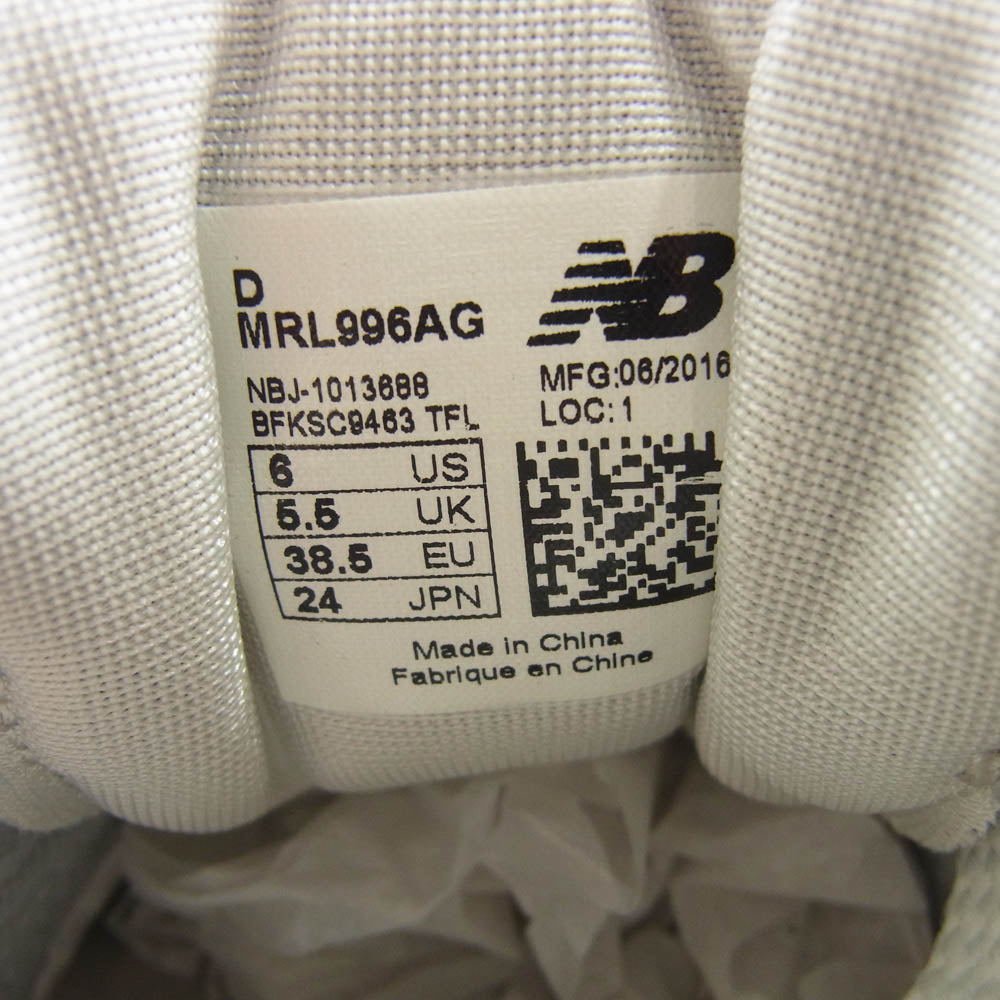 D
MRL996AG
NB
NBJ-1013688
BFKSC9463 TFL
MFG:06/2016
LOC: 1
6 US
5.5 UK
38.5 EU
24 JPN
Made in China
Fabrique en Chine